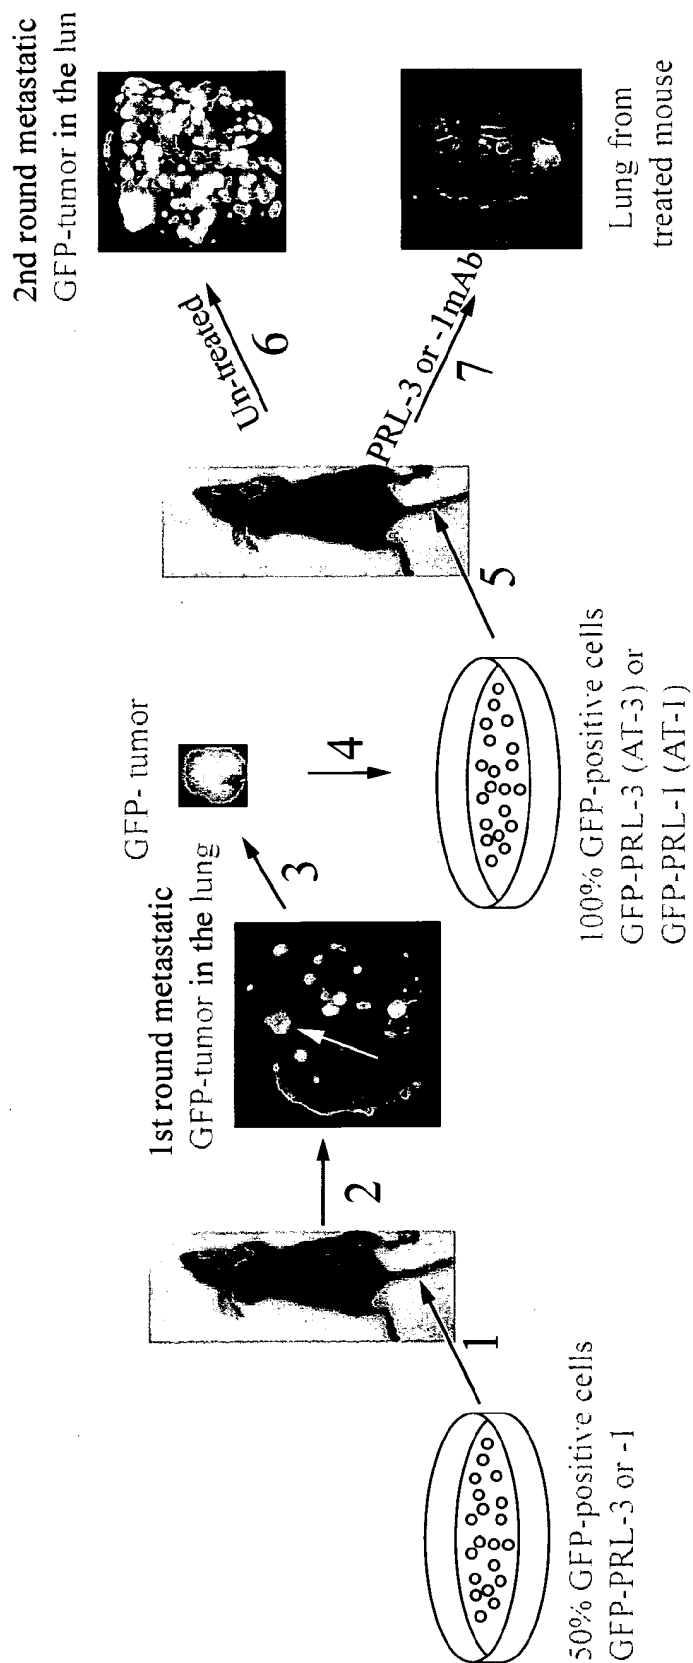 50% GFP-positive cells
GFP-PRL-3 or -1
1
2
1st round metastatic
GFP-tumor in the lung
3
GFP- tumor
4
100% GFP-positive cells
GFP-PRL-3 (AT-3) or
GFP-PRL-1 (AT-1)
5
Un-treated
6
2nd round metastatic
GFP-tumor in the lun
PRL-3 or -1mAb
7
Lung from
treated mouse